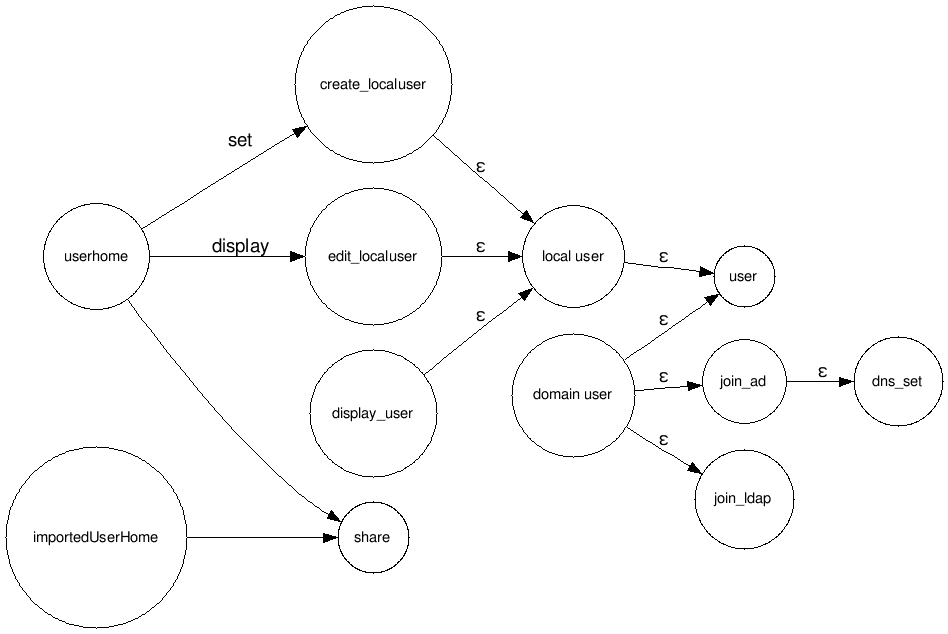 create_localuser
set
ε
userhome
display
edit_localuser
ε
local user
ε
user
ε
ε
display_user
domain user
ε
join_ad
ε
dns_set
ε
join_ldap
importedUserHome
share